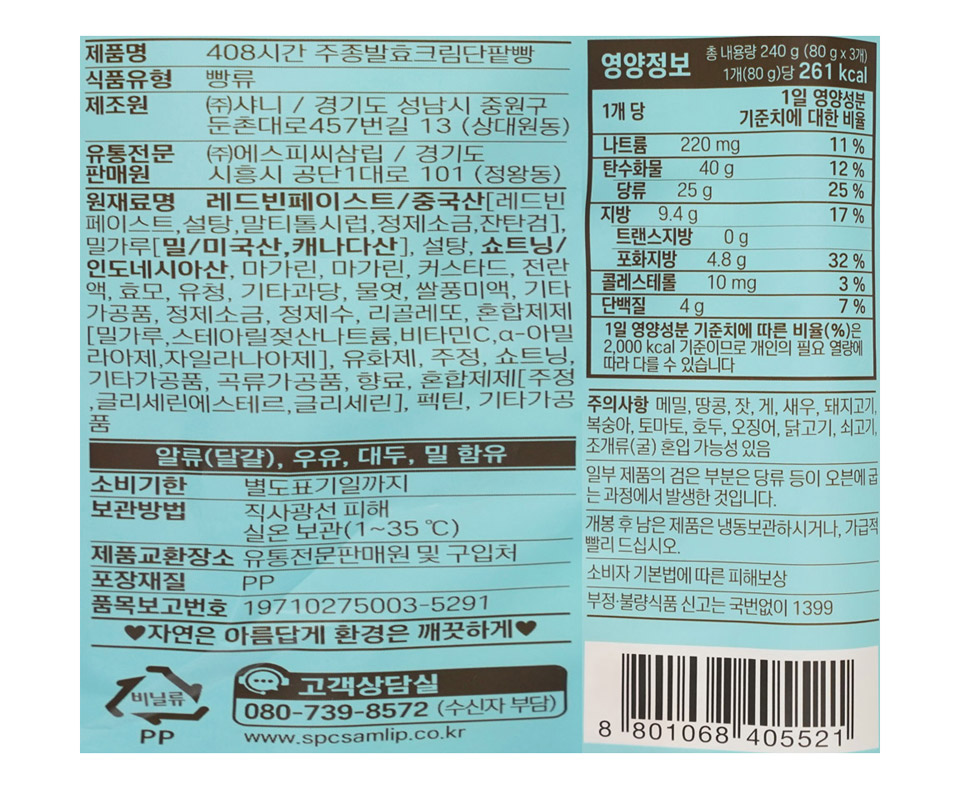 제품명 408시간 주종발효크림단팥빵
식품유형 빵류
제조원 ㈜샤니 / 경기도 성남시 중원구
둔촌대로457번길 13 (상대원동)
유통전문 ㈜에스피씨삼립 / 경기도
판매원 시흥시 공단1대로 101 (정왕동)
원재료명 레드빈페이스트/중국산[레드빈
페이스트,설탕,말티톨시럽,정제소금,잔탄검],
밀가루[밀/미국산,캐나다산], 설탕, 쇼트닝/
인도네시아산, 마가린, 마가린, 커스타드, 전란
액, 효모, 유청, 기타과당, 물엿, 쌀풍미액, 기타
가공품, 정제소금, 정제수, 리골레또, 혼합제제
[밀가루,스테아릴젖산나트륨,비타민C,α-아밀
라아제,자일라나아제], 유화제, 주정, 쇼트닝,
기타가공품, 곡류가공품, 향료, 혼합제제[주정
,글리세린에스테르,글리세린], 펙틴, 기타가공
품
알류(달걀), 우유, 대두, 밀 함유
소비기한 별도표기일까지
보관방법 직사광선 피해
실온 보관(1~35 ℃)
제품교환장소 유통전문판매원 및 구입처
포장재질 PP
품목보고번호 19710275003-5291
♥자연은 아름답게 환경은 깨끗하게♥
비닐류
PP
고객상담실
080-739-8572 (수신자 부담)
www.spcsamlip.co.kr
영양정보 총 내용량 240 g (80 g x 3개)
1개(80 g)당 261 kcal
1개 당 1일 영양성분
기준치에 대한 비율
나트륨 220 mg 11 %
탄수화물 40 g 12 %
당류 25 g 25 %
지방 9.4 g 17 %
트랜스지방 0 g
포화지방 4.8 g 32 %
콜레스테롤 10 mg 3 %
단백질 4 g 7 %
1일 영양성분 기준치에 따른 비율(%)은
2,000 kcal 기준이므로 개인의 필요 열량에
따라 다를 수 있습니다
주의사항 메밀, 땅콩, 잣, 게, 새우, 돼지고기,
복숭아, 토마토, 호두, 오징어, 닭고기, 쇠고기,
조개류(굴) 혼입 가능성 있음
일부 제품의 검은 부분은 당류 등이 오븐에 굽
는 과정에서 발생한 것입니다.
개봉 후 남은 제품은 냉동보관하시거나, 가급적
빨리 드십시오.
소비자 기본법에 따른 피해보상
부정·불량식품 신고는 국번없이 1399
8 801068 405521